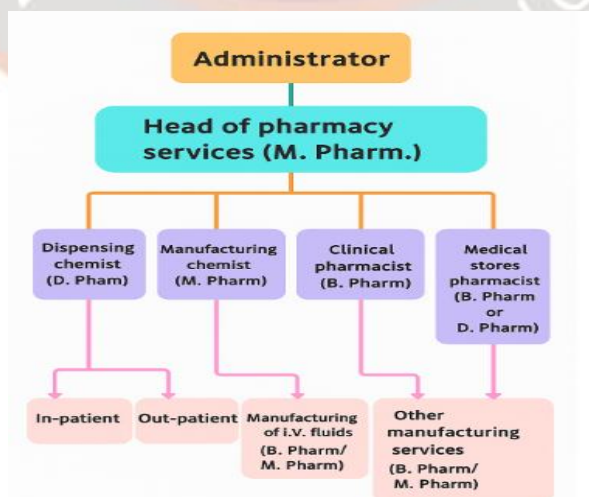 Administrator
Head of pharmacy
services (M. Pharm.)
Dispensing
chemist
(D. Pham)
Manufacturing
chemist
(M. Pharm)
Clinical
pharmacist
(B. Pharm)
Medical
stores
pharmacist
(B. Pharm
or
D. Pharm)
In-patient
Out-patient
Manufacturing
of i.V. fluids
(B. Pharm/
M. Pharm)
Other
manufacturing
services
(B. Pharm/
M. Pharm)